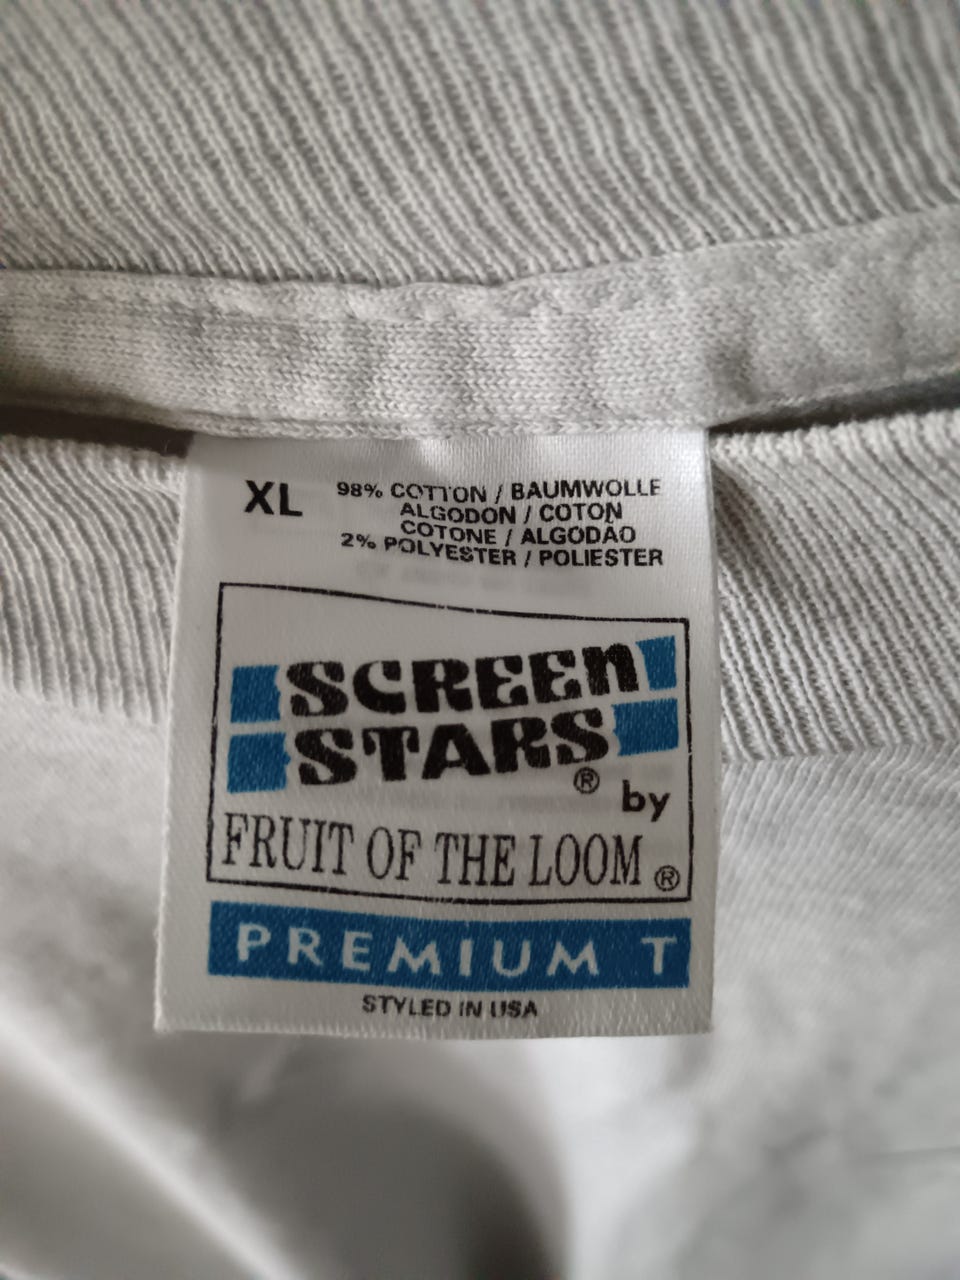 XL
98% COTTON / BAUMWOLLE
ALGODON / COTON
COTONE / ALGODÃO
2% POLYESTER / POLIESTER
SCREEN
STARS®
by
FRUIT OF THE LOOM®
PREMIUM T
STYLED IN USA